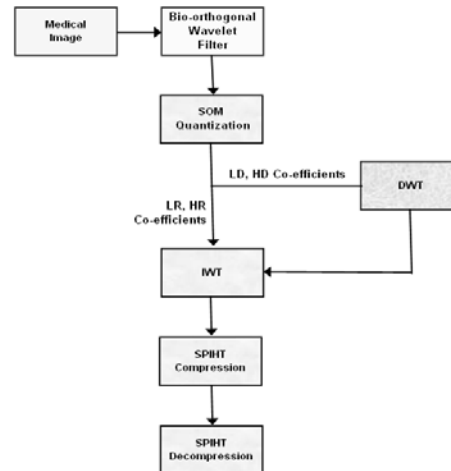 Medical
Image
Bio-orthogonal
Wavelet
Filter
SOM
Quantization
LD, HD Co-efficients
DWT
LR, HR
Co-efficients
IWT
SPIHT
Compression
SPIHT
Decompression